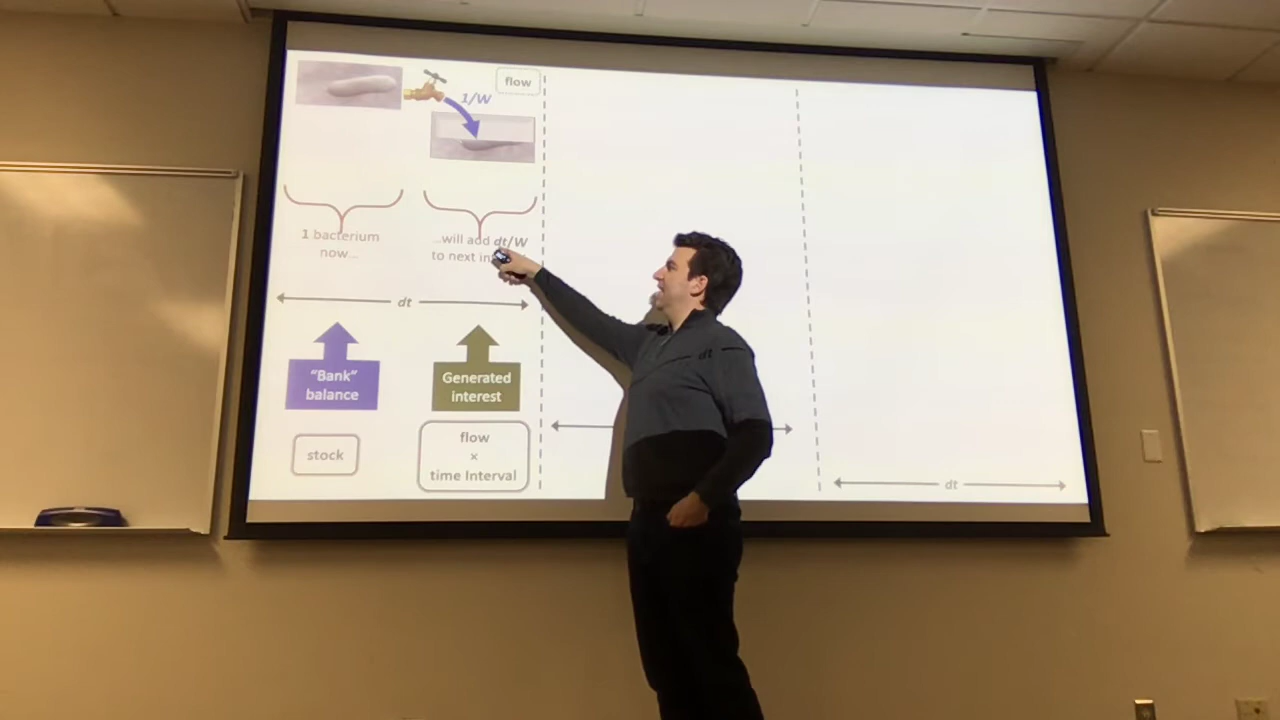 flow
1/W
1 bacterium
now...
...will add dt/W
to next
dt
"Bank"
balance
Generated
interest
stock
flow
×
time Interval
dt
dt